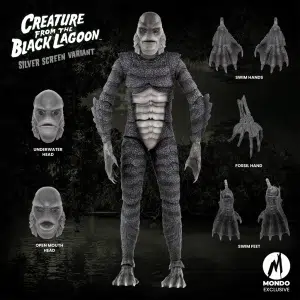 CREATURE
FROM THE
BLACK LAGOON
SILVER SCREEN VARIANT
UNDERWATER
HEAD
OPEN MOUTH
HEAD
SWIM HANDS
FOSSIL HAND
SWIM FEET
MONDO
EXCLUSIVE